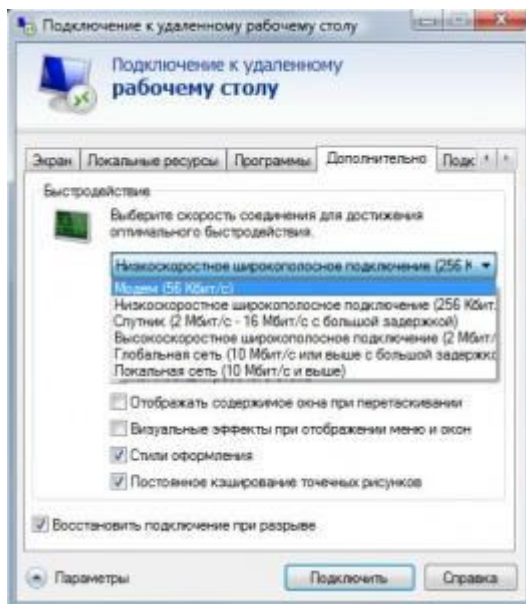 Подключение к удаленному рабочему столу
Подключение к удаленному
рабочему столу
Экран Локальные ресурсы Программы Дополнительно Подк
Быстродействие
Выберите скорость соединения для достижения
оптимального быстродействия.
Низкоскоростное широкополосное подключение (256 К
Модем (56 Кбит/с)
Низкоскоростное широкополосное подключение (256 Кбит.
Спутник (2 Мбит/с - 16 Мбит/с с большой задержкой)
Высокоскоростное широкополосное подключение (2 Мбит/
Глобальная сеть (10 Мбит/с или выше с большой задержко
Локальная сеть (10 Мбит/с и выше)
Отображать содержимое окна при перетаскивании
Визуальные эффекты при отображении меню и окон
Стили оформления
Постоянное кэширование точечных рисунков
Восстановить подключение при разрыве
Параметры Подключить Справка